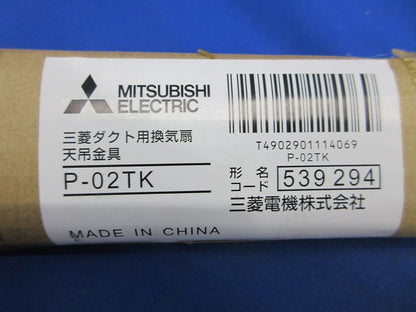 MITSUBISHI
ELECTRIC
三菱ダクト用換気扇
天吊金具
P-02TK
T4902901114069
P-02TK
形名
コード
539 294
三菱電機株式会社
MADE IN CHINA